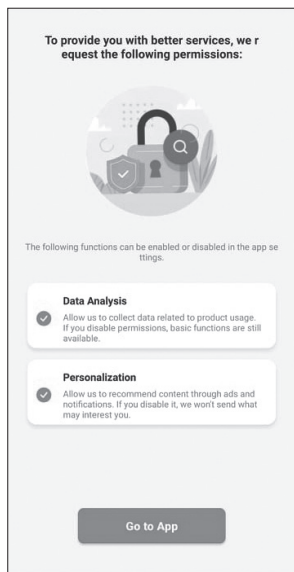 To provide you with better services, we r
equest the following permissions:
The following functions can be enabled or disabled in the app se
ttings.
Data Analysis
Allow us to collect data related to product usage.
If you disable permissions, basic functions are still
available.
Personalization
Allow us to recommend content through ads and
notifications. If you disable it, we won't send what
may interest you.
Go to App